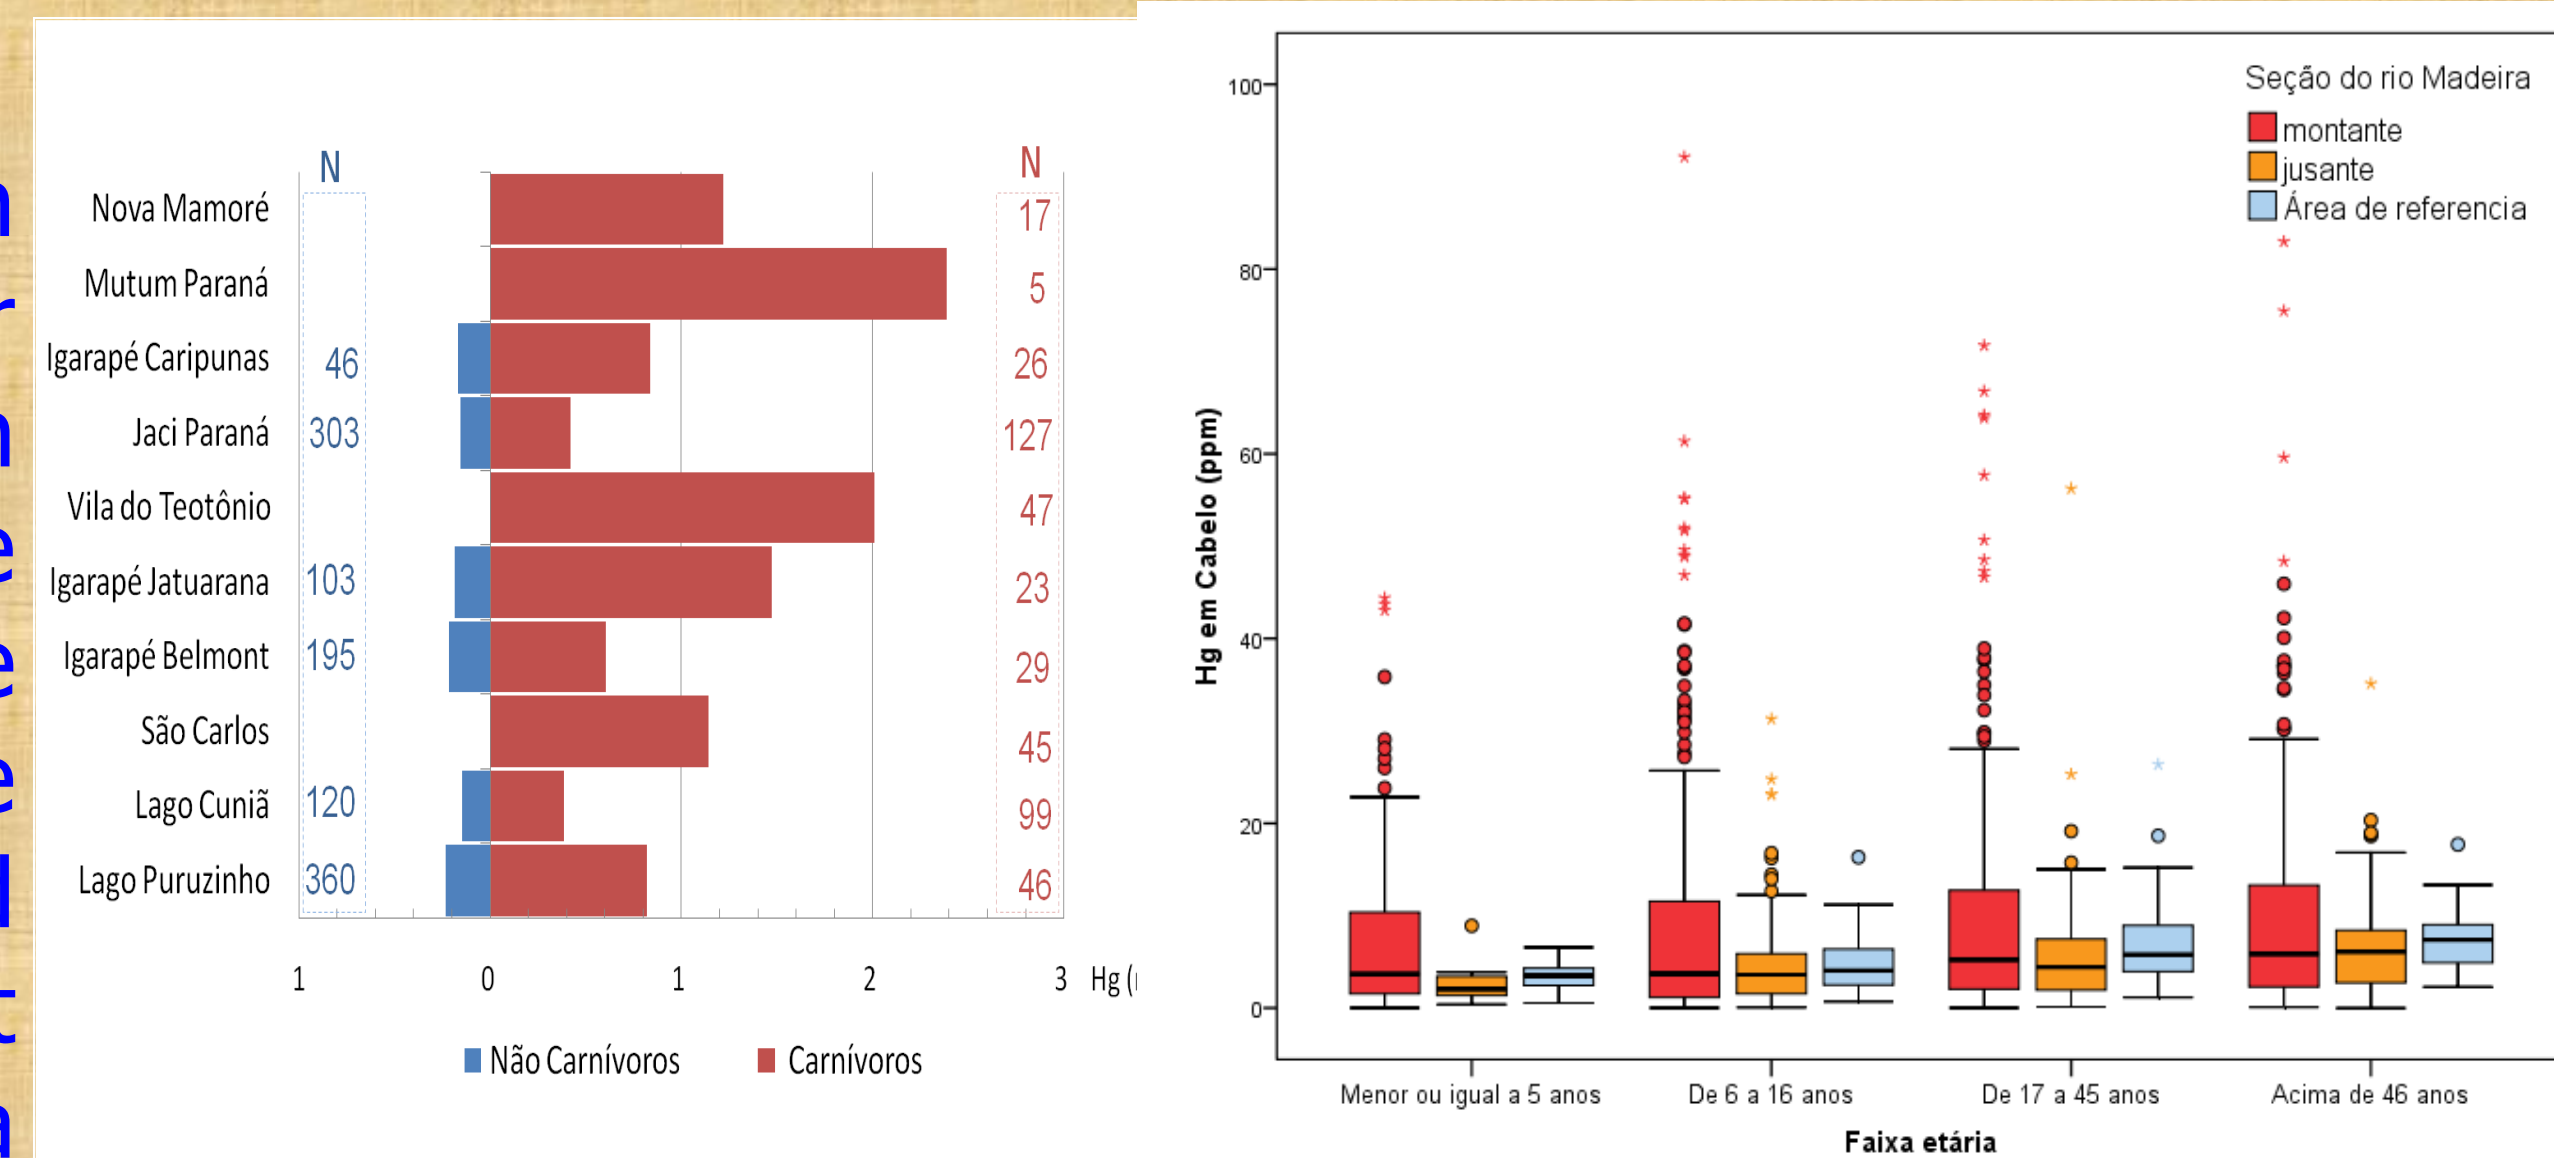 N
N
Nova Mamoré
17
Mutum Paraná
5
Igarapé Caripunas
46
26
Jaci Paraná
303
127
Vila do Teotônio
47
Igarapé Jatuarana
103
23
Igarapé Belmont
195
29
São Carlos
45
Lago Cuniã
120
99
Lago Puruzinho
360
46
1 0 1 2 3 Hg (
Não Carnívoros Carnívoros
Seção do rio Madeira
montante
jusante
Área de referencia
Hg em Cabelo (ppm)
100
80
60
40
20
0
Menor ou igual a 5 anos De 6 a 16 anos De 17 a 45 anos Acima de 46 anos
Faixa etária